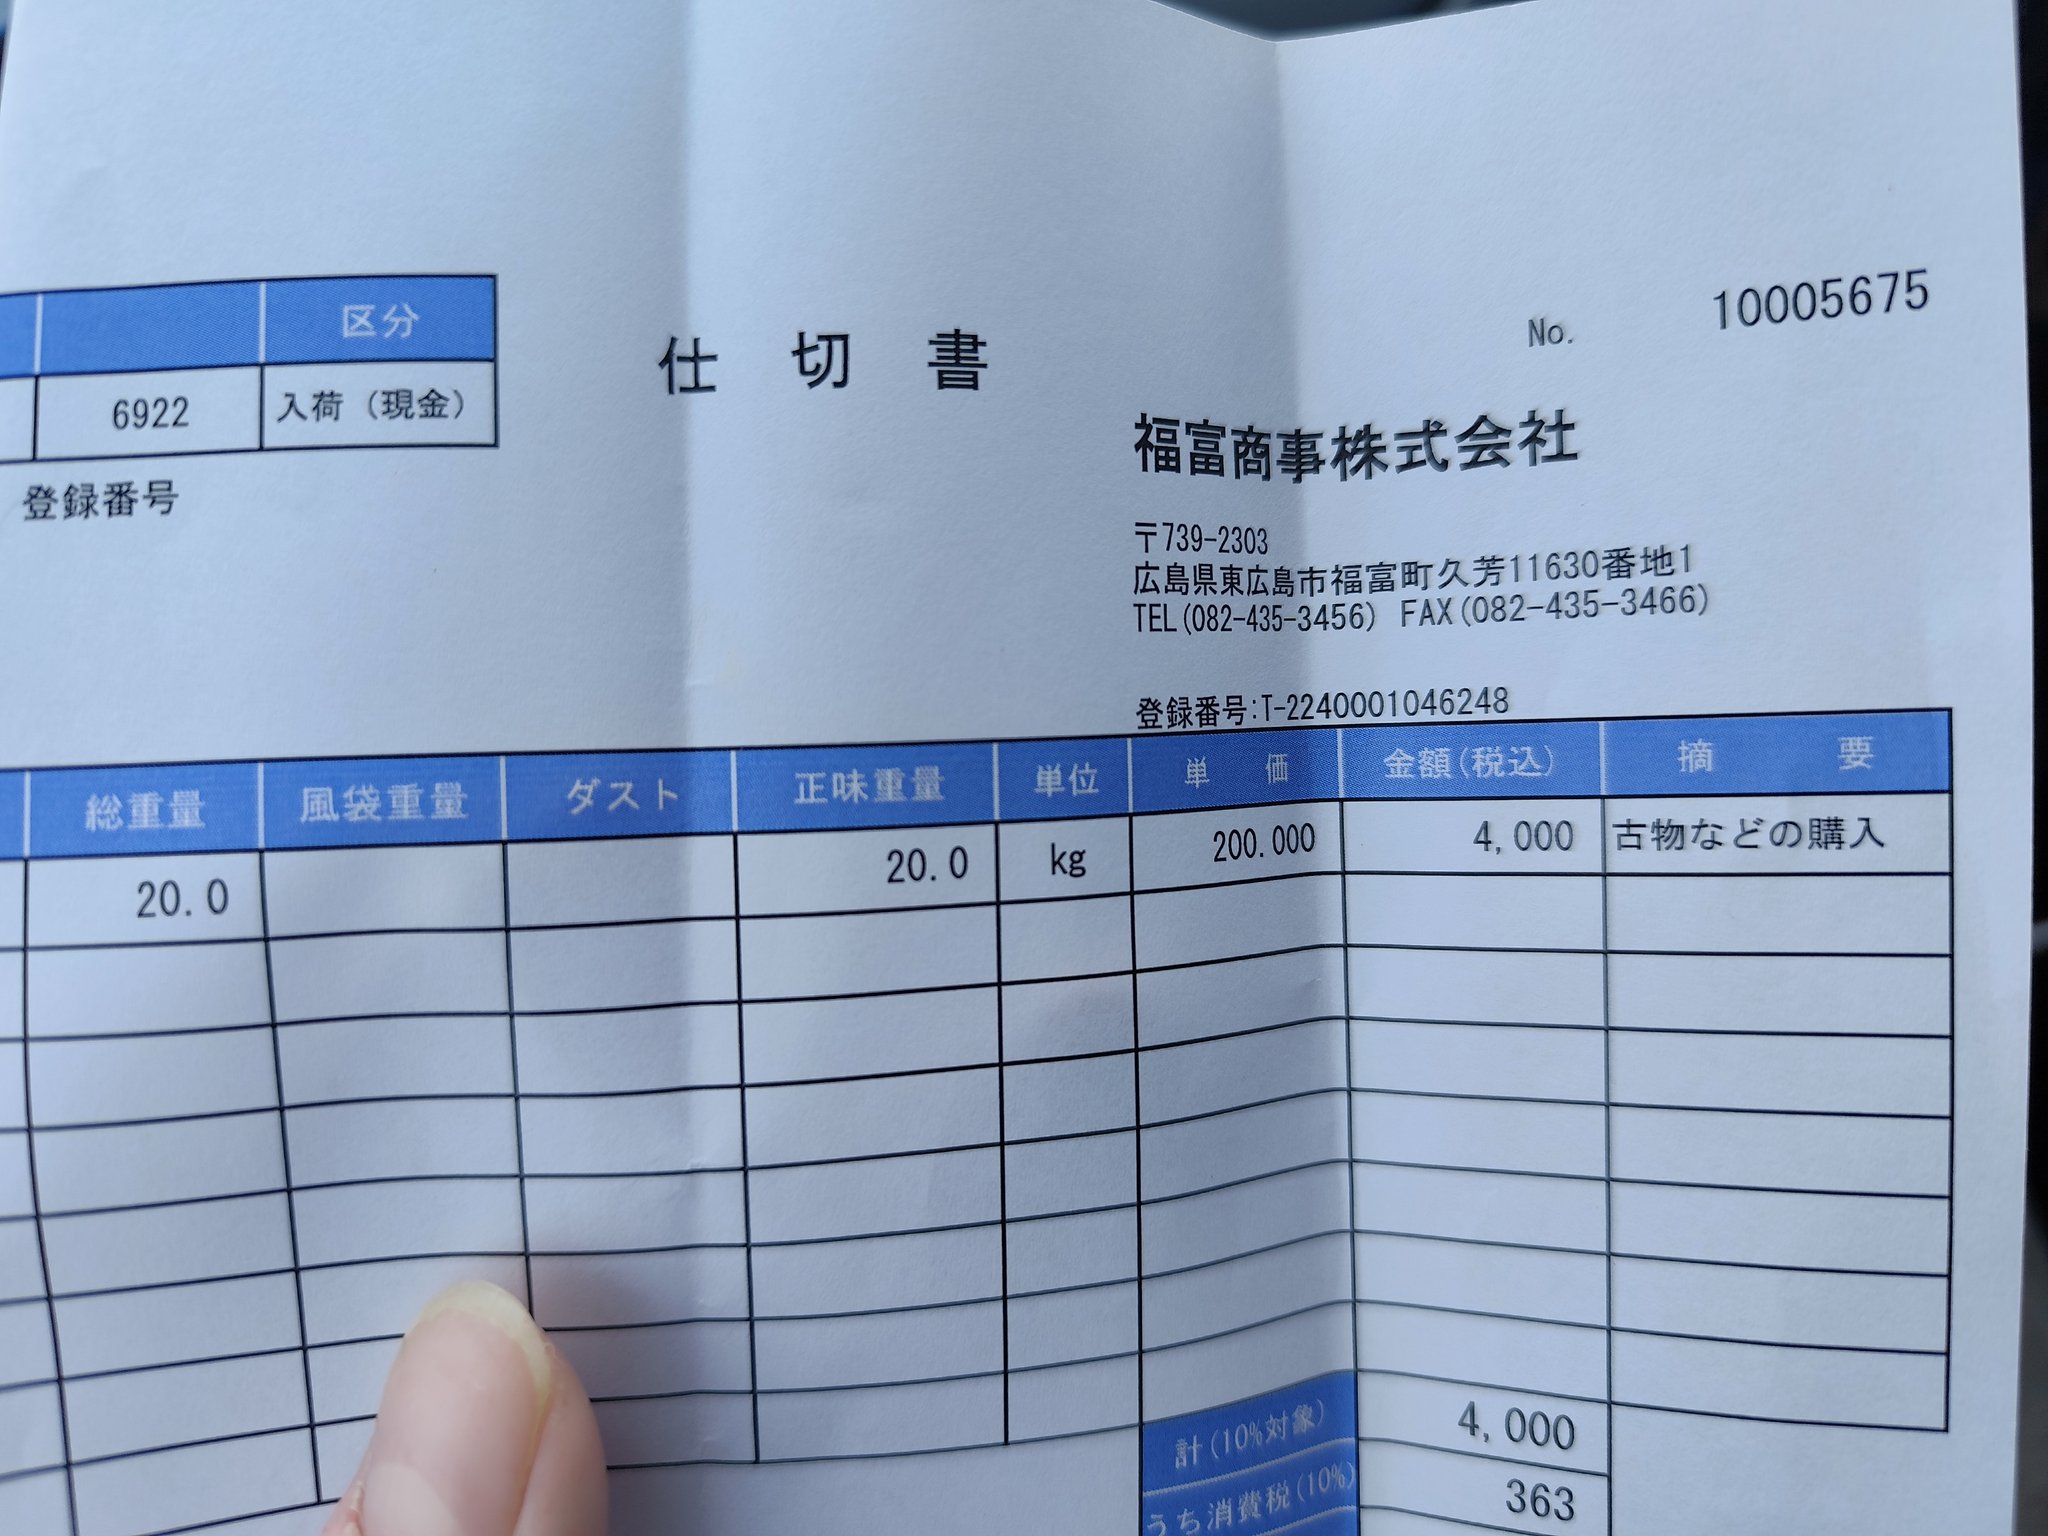 仕切書
No. 10005675
区分
6922 入荷（現金）
登録番号
福富商事株式会社
〒739-2303
広島県東広島市福富町久芳11630番地1
TEL(082-435-3456) FAX(082-435-3466)
登録番号:T-2240001046248
総重量 風袋重量 ダスト 正味重量 単位 単価 金額(税込) 摘要
20.0 20.0 kg 200.000 4,000 古物などの購入
計(10%対象) 4,000
うち消費税(10%) 363